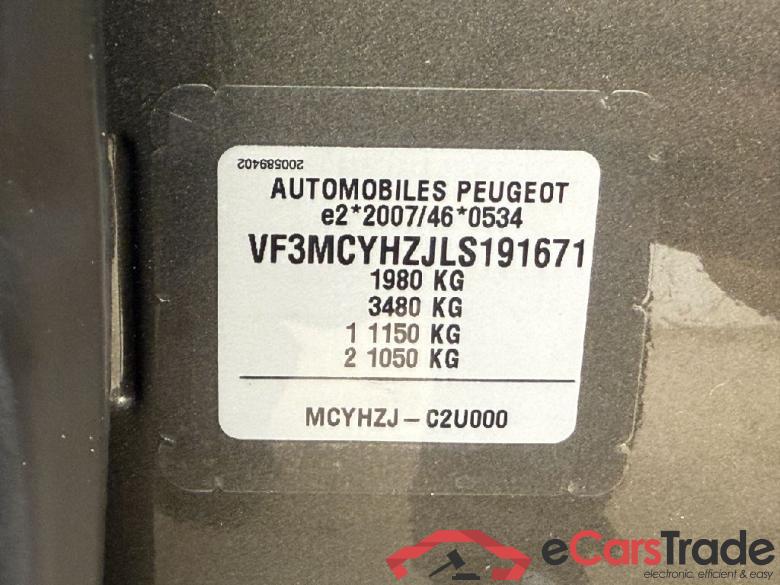 200589402
AUTOMOBILES PEUGEOT
e2*2007/46*0534
VF3MCYHZJLS191671
1980 KG
3480 KG
1 1150 KG
2 1050 KG
MCYHZJ – C2U000
eCarsTrade
electronic, efficient & easy